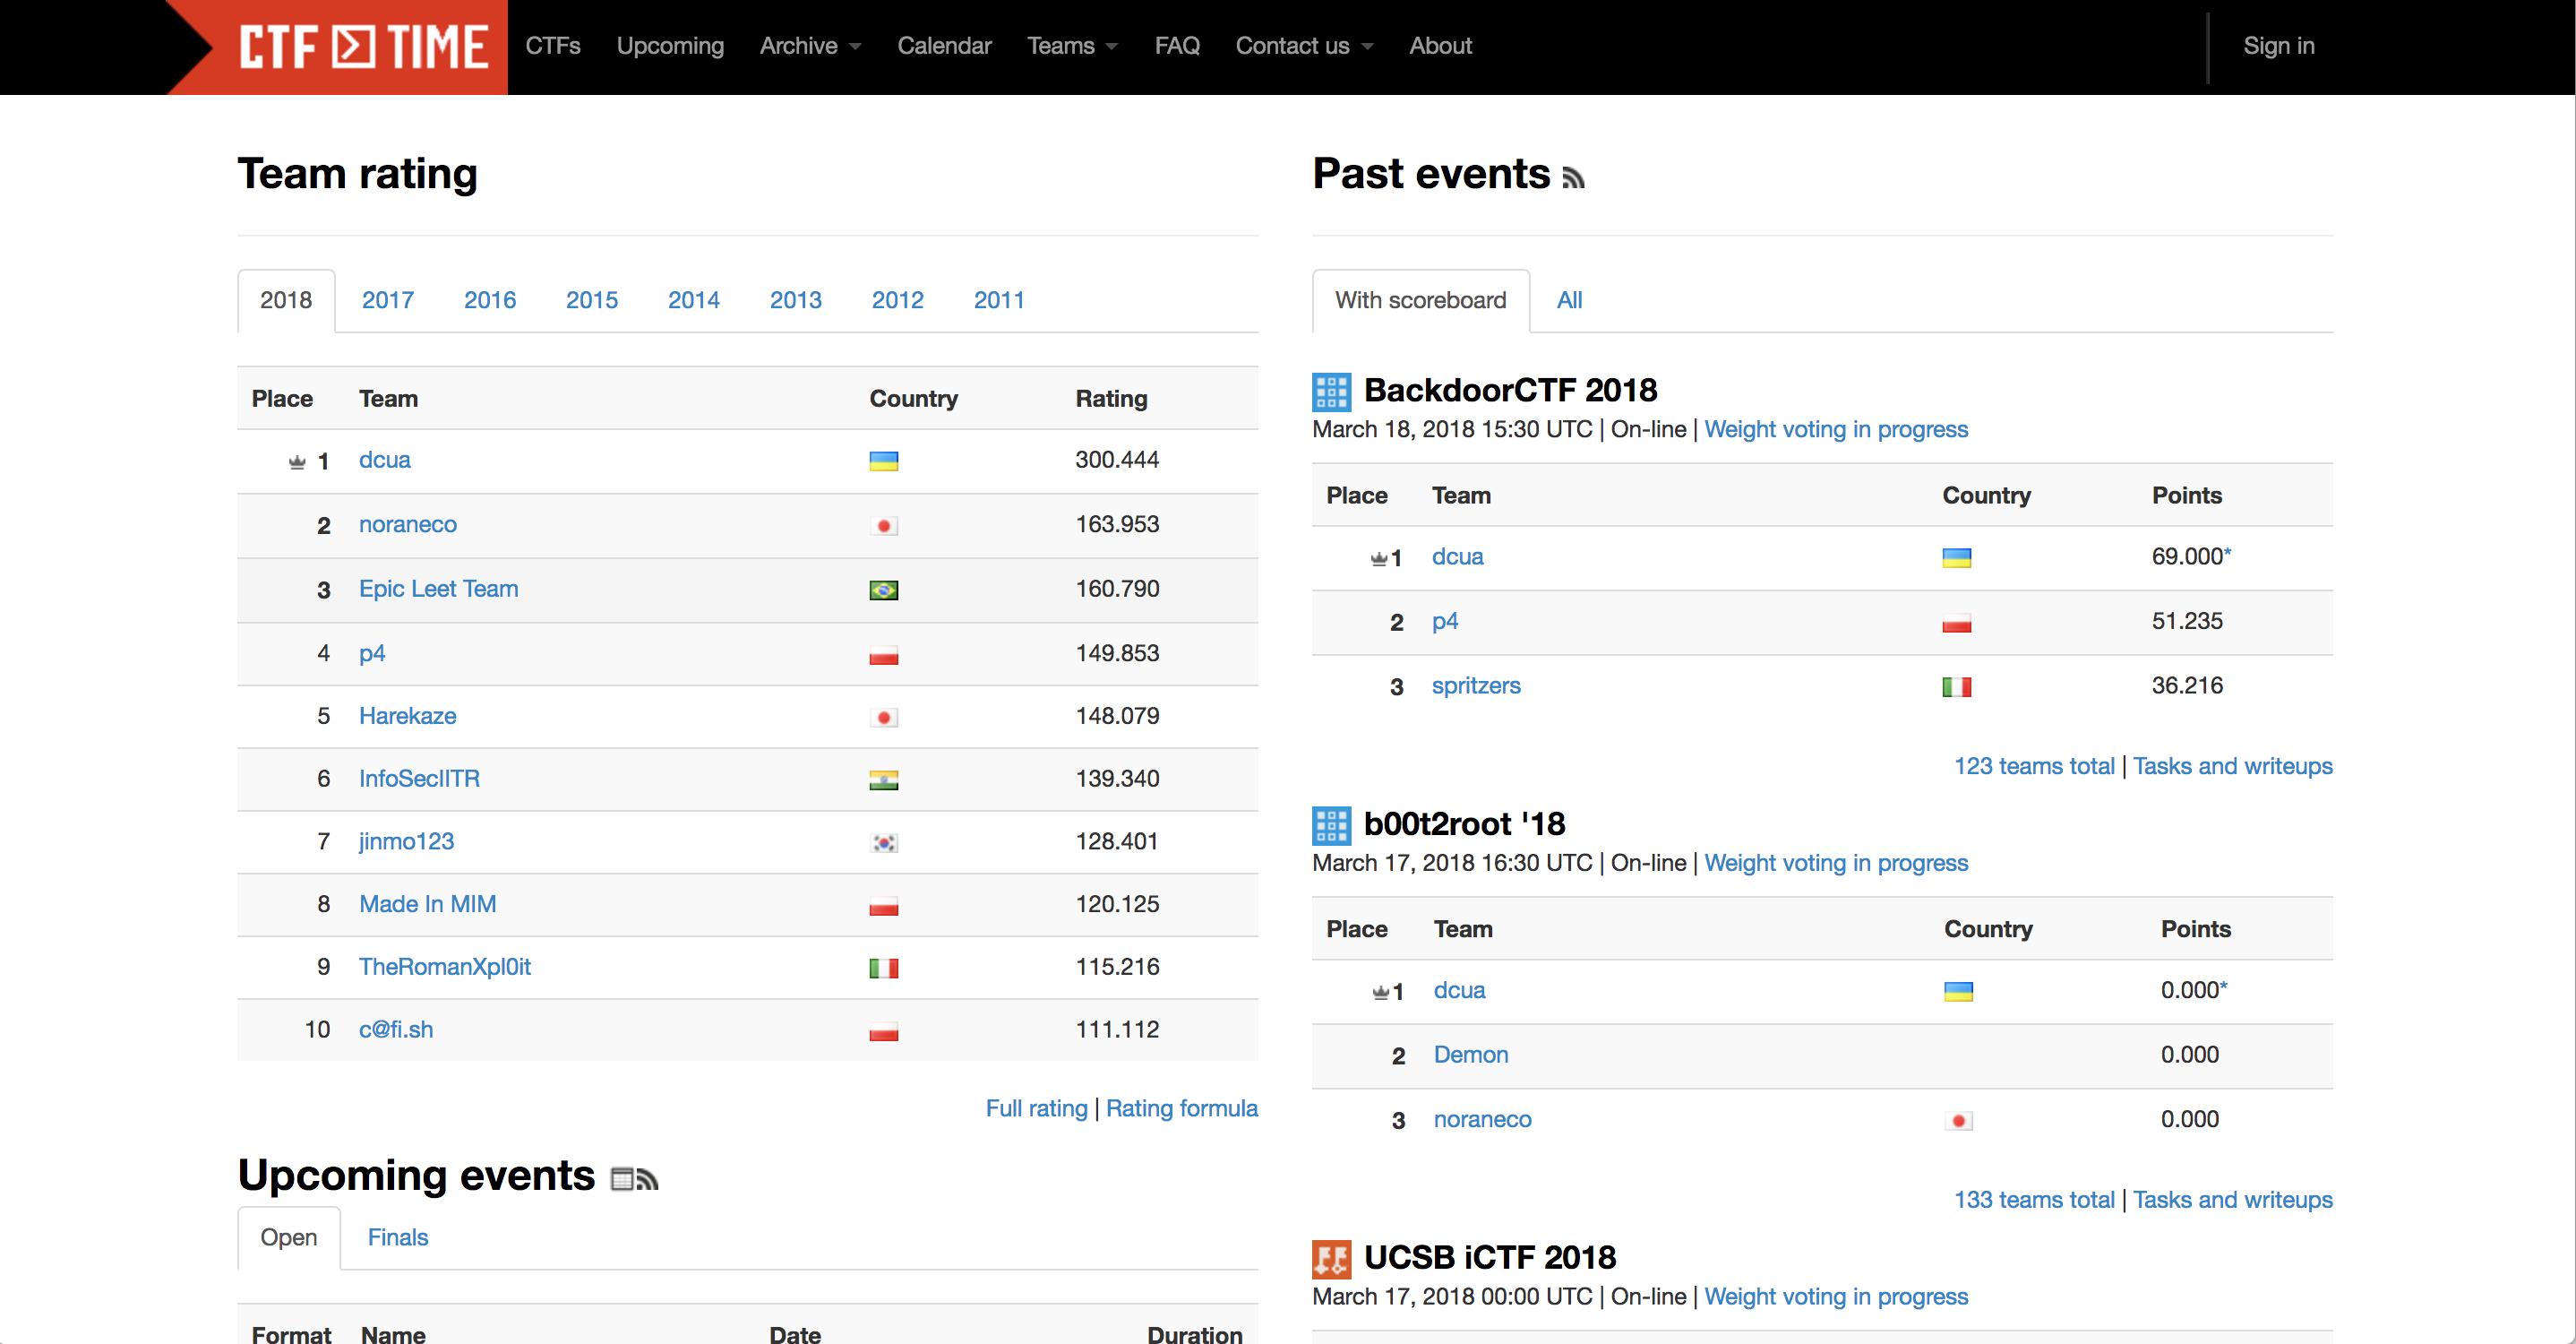 CTF TIME CTFs Upcoming Archive Calendar Teams FAQ Contact us About Sign in
Team rating
2018 2017 2016 2015 2014 2013 2012 2011
Place Team Country Rating
1 dcua 300.444
2 noraneco 163.953
3 Epic Leet Team 160.790
4 p4 149.853
5 Harekaze 148.079
6 InfoSecIITR 139.340
7 jinmo123 128.401
8 Made In MIM 120.125
9 TheRomanXpl0it 115.216
10 c@fi.sh 111.112
Full rating | Rating formula
Upcoming events
Open Finals
Format Name Date Duration
Past events
With scoreboard All
BackdoorCTF 2018
March 18, 2018 15:30 UTC | On-line | Weight voting in progress
Place Team Country Points
1 dcua 69.000*
2 p4 51.235
3 spritzers 36.216
123 teams total | Tasks and writeups
b00t2root '18
March 17, 2018 16:30 UTC | On-line | Weight voting in progress
Place Team Country Points
1 dcua 0.000*
2 Demon 0.000
3 noraneco 0.000
133 teams total | Tasks and writeups
UCSB iCTF 2018
March 17, 2018 00:00 UTC | On-line | Weight voting in progress